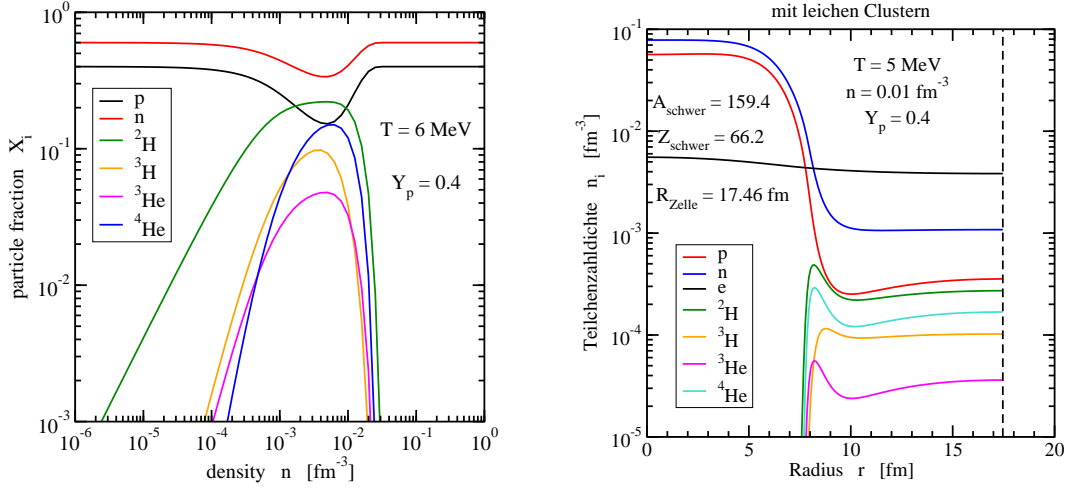 particle fraction X_i
10^0
10^-1
10^-2
10^-3
p
n
^2H
^3H
^3He
^4He
T = 6 MeV
Y_p = 0.4
10^-6 10^-5 10^-4 10^-3 10^-2 10^-1 10^0
density n [fm^-3]
mit leichen Clustern
Teilchenzahldichte n_i [fm^-3]
10^-1
10^-2
10^-3
10^-4
10^-5
T = 5 MeV
n = 0.01 fm^-3
Y_p = 0.4
A_schwer = 159.4
Z_schwer = 66.2
R_Zelle = 17.46 fm
p
n
e
^2H
^3H
^3He
^4He
0 5 10 15 20
Radius r [fm]